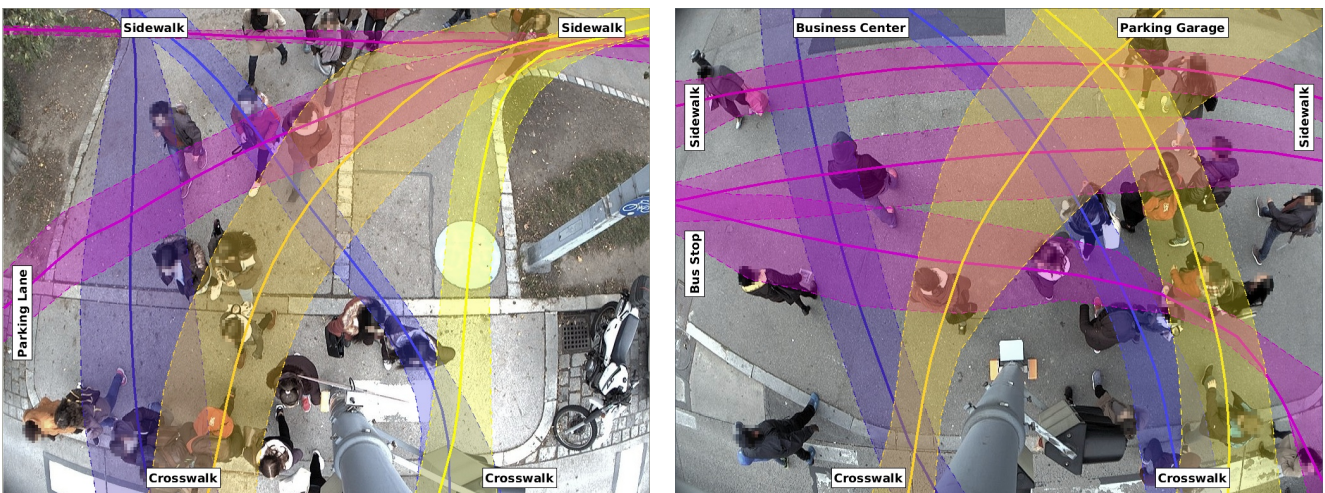 Sidewalk
Sidewalk
Parking Lane
Crosswalk
Crosswalk
Business Center
Parking Garage
Sidewalk
Sidewalk
Bus Stop
Crosswalk
Crosswalk